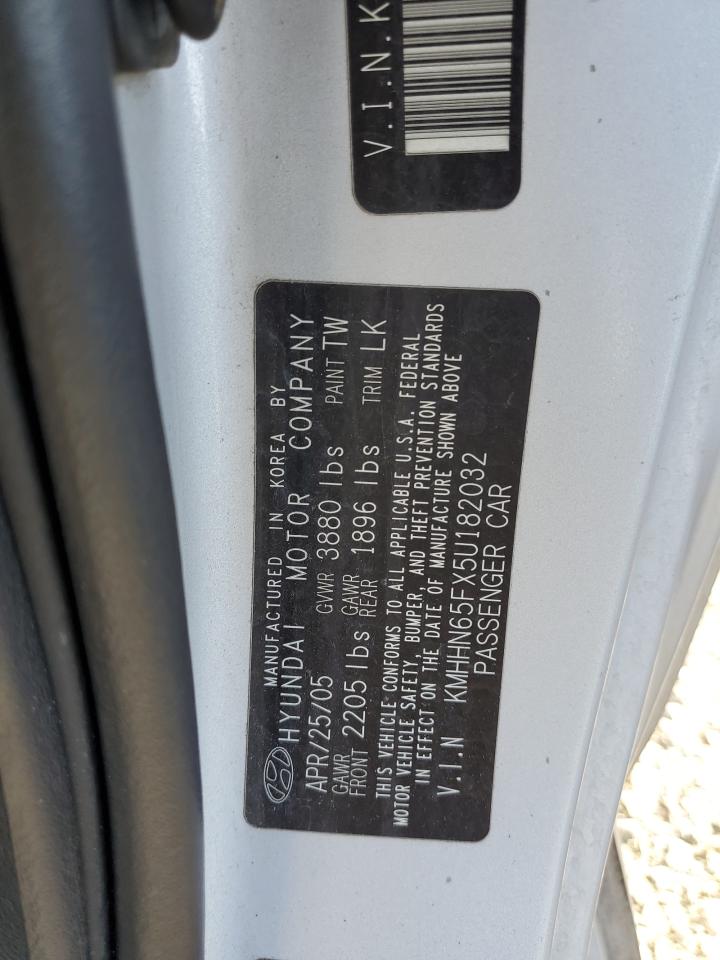 V.I.N.K
MANUFACTURED IN KOREA BY
HYUNDAI MOTOR COMPANY
APR/25/05 GVWR 3880 lbs PAINT TW
GAWR FRONT 2205 lbs GAWR REAR 1896 lbs TRIM LK
THIS VEHICLE CONFORMS TO ALL APPLICABLE U.S.A. FEDERAL
MOTOR VEHICLE SAFETY, BUMPER, AND THEFT PREVENTION STANDARDS
IN EFFECT ON THE DATE OF MANUFACTURE SHOWN ABOVE
V.I.N KMHHN65FX5U182032
PASSENGER CAR